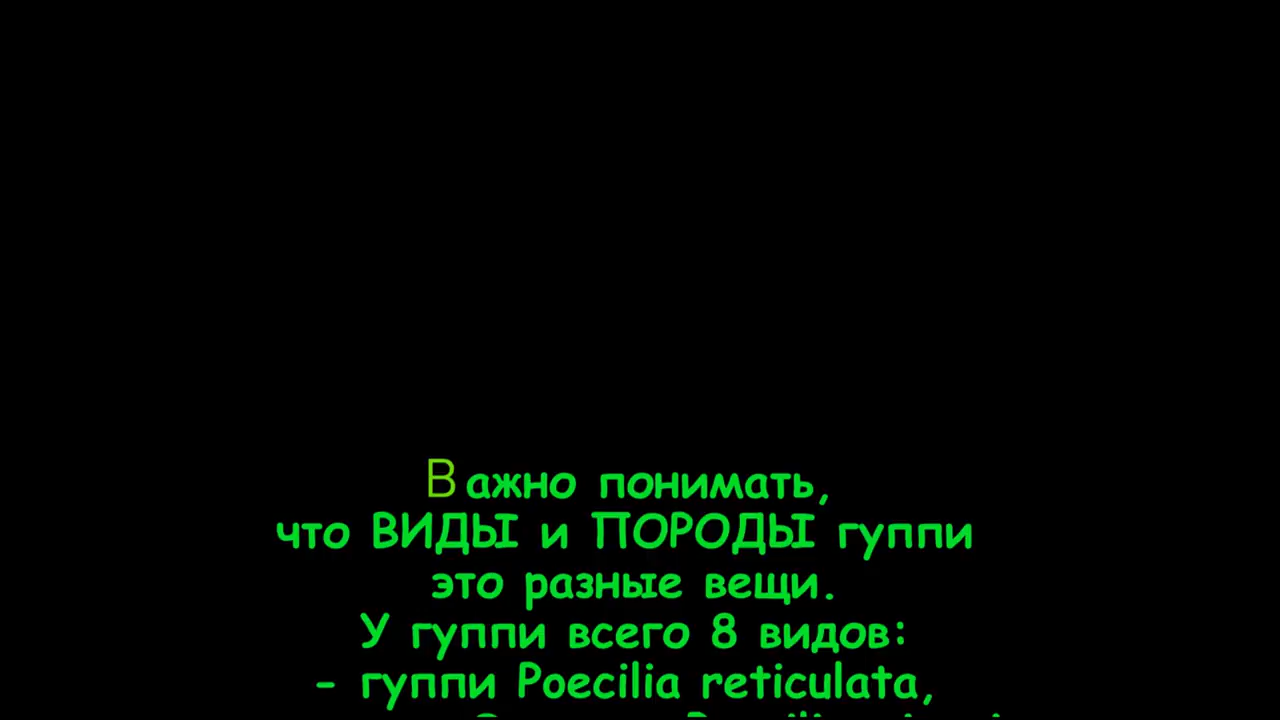 Важно понимать,
что ВИДЫ и ПОРОДЫ гуппи
это разные вещи.
У гуппи всего 8 видов:
- гуппи Poecilia reticulata,